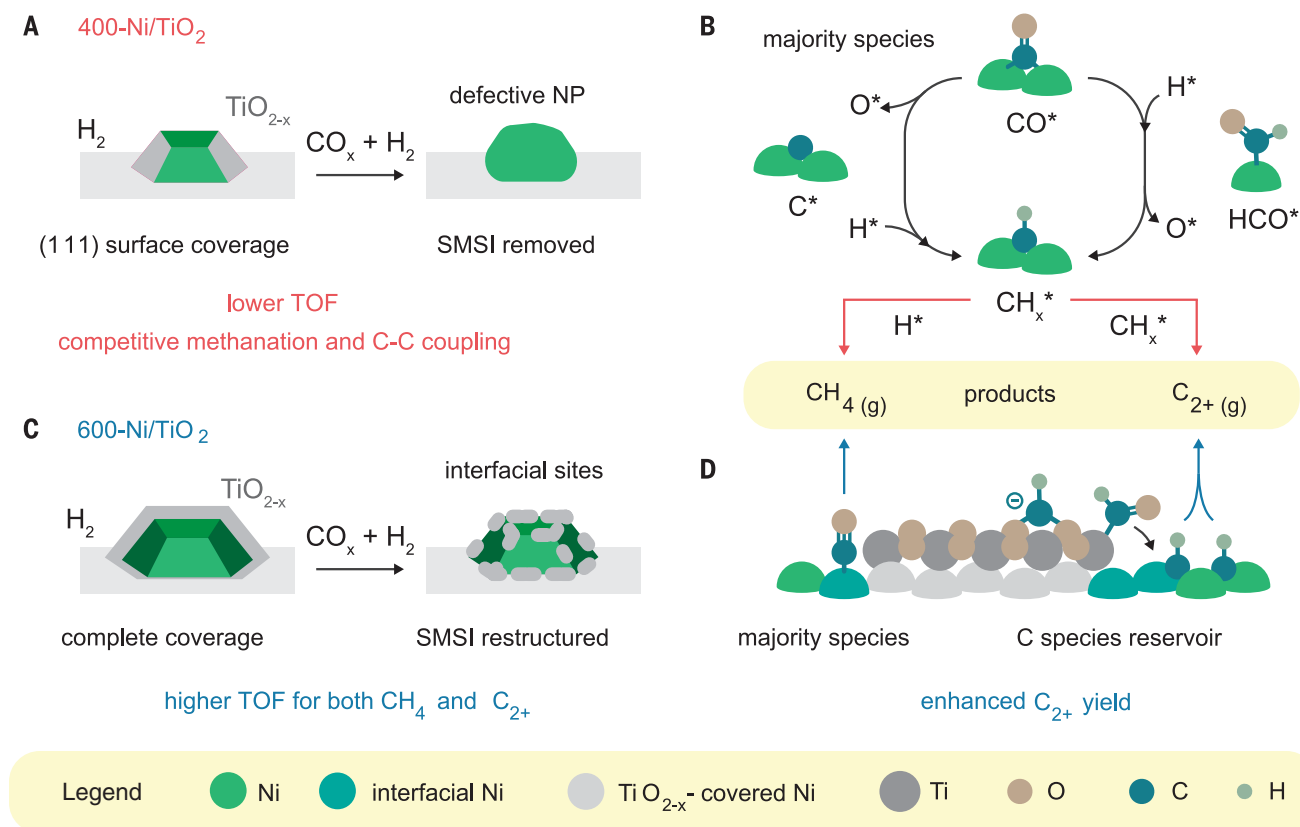 A 400-Ni/TiO₂
H₂
TiO₂₋ₓ
COₓ + H₂
defective NP
(111) surface coverage
SMSI removed
lower TOF
competitive methanation and C-C coupling
B
majority species
CO*
O*
H*
C*
HCO*
H*
O*
CHₓ*
H*
CHₓ*
CH₄ (g)
products
C₂₊ (g)
C 600-Ni/TiO₂
H₂
TiO₂₋ₓ
COₓ + H₂
interfacial sites
complete coverage
SMSI restructured
higher TOF for both CH₄ and C₂₊
D
⊖
majority species
C species reservoir
enhanced C₂₊ yield
Legend
Ni
interfacial Ni
TiO₂₋ₓ- covered Ni
Ti
O
C
H